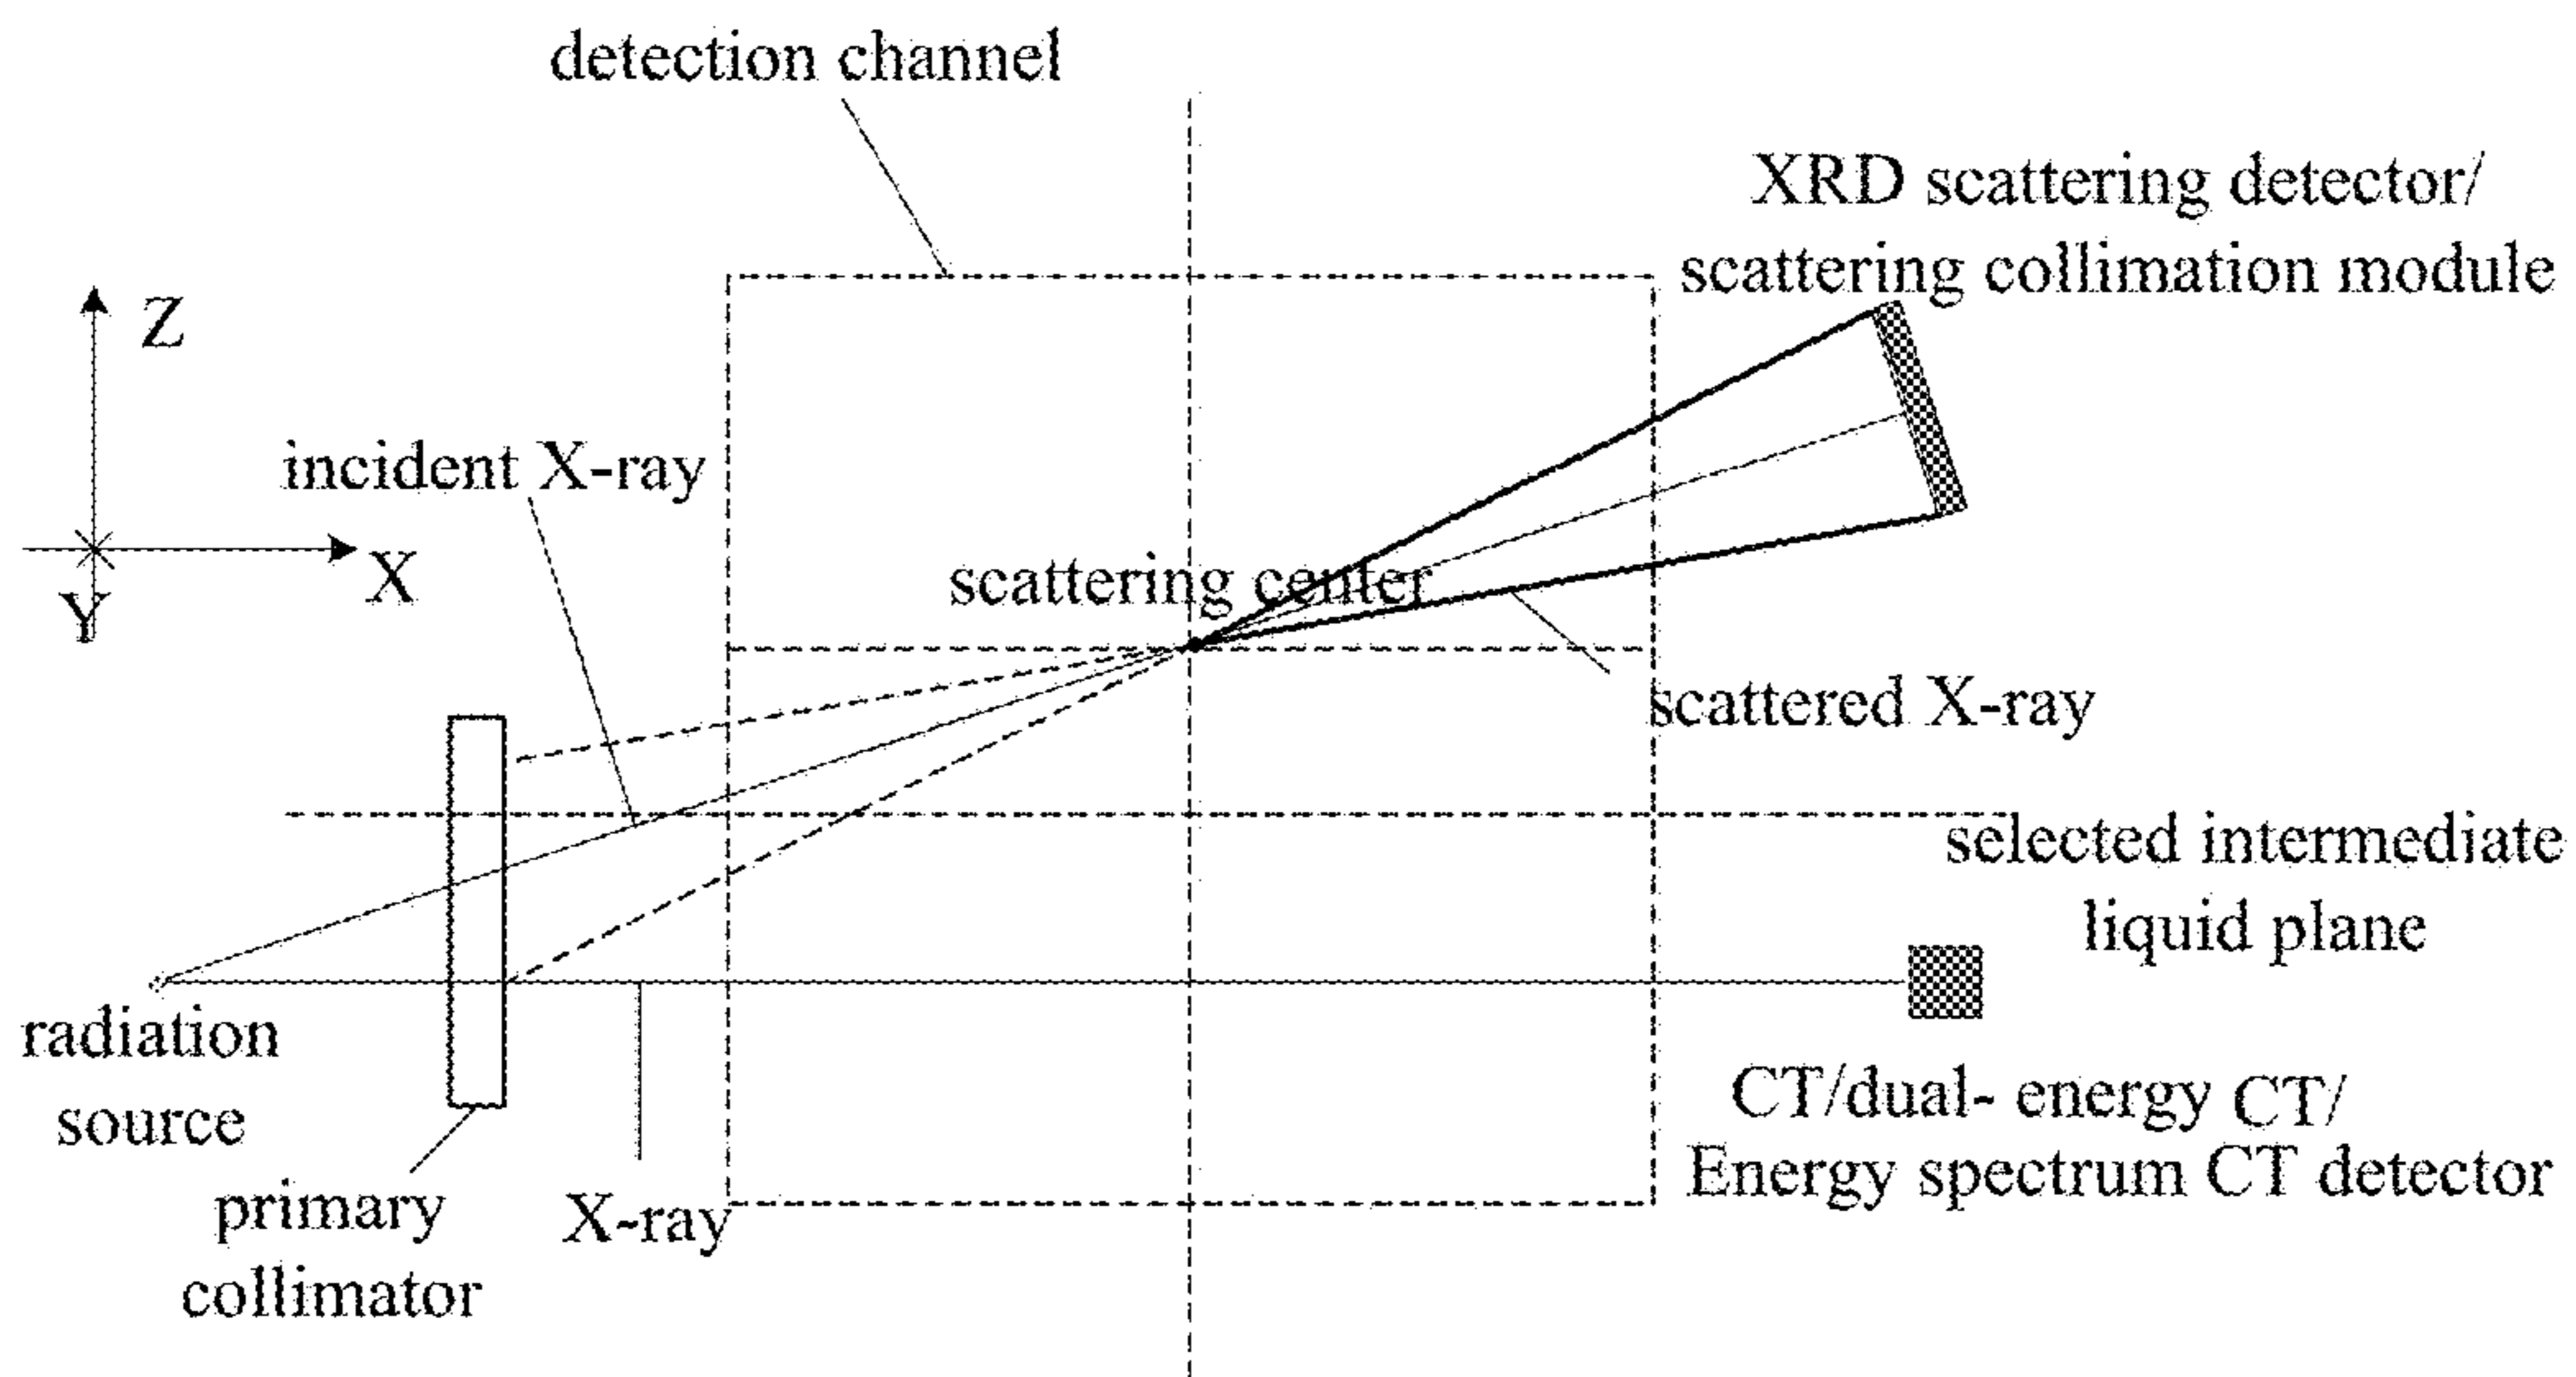 detection channel
XRD scattering detector/
scattering collimation module
Z
incident X-ray
X
Y
scattering center
scattered X-ray
selected intermediate
liquid plane
radiation
source
CT/dual- energy CT/
Energy spectrum CT detector
primary
collimator
X-ray